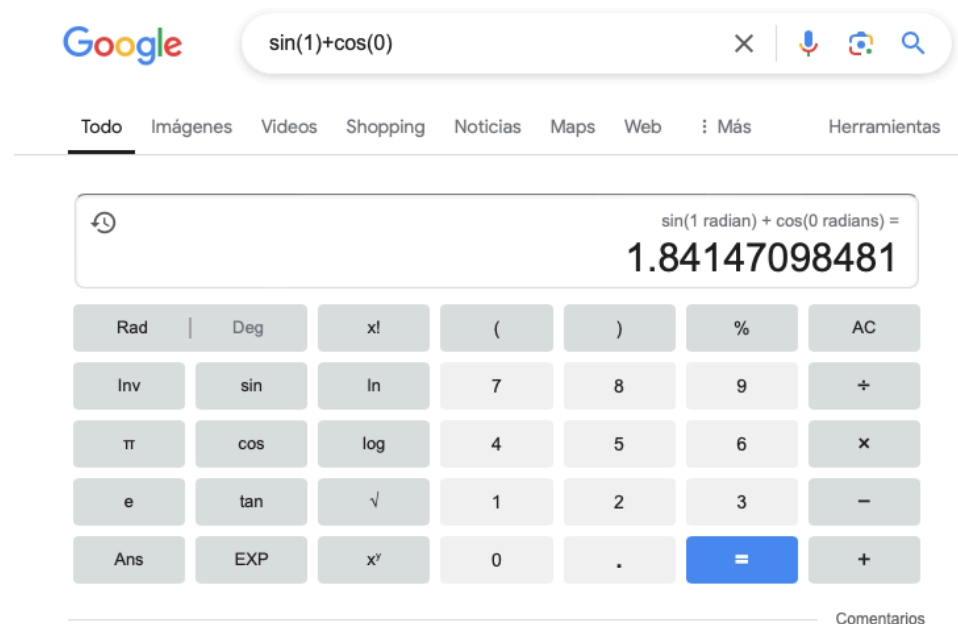 Google sin(1)+cos(0)
Todo Imágenes Videos Shopping Noticias Maps Web Más Herramientas
sin(1 radian) + cos(0 radians) =
1.84147098481
Rad | Deg x! ( ) % AC
Inv sin ln 7 8 9 ÷
π cos log 4 5 6 ×
e tan √ 1 2 3 −
Ans EXP xʸ 0 . = +
Comentarios